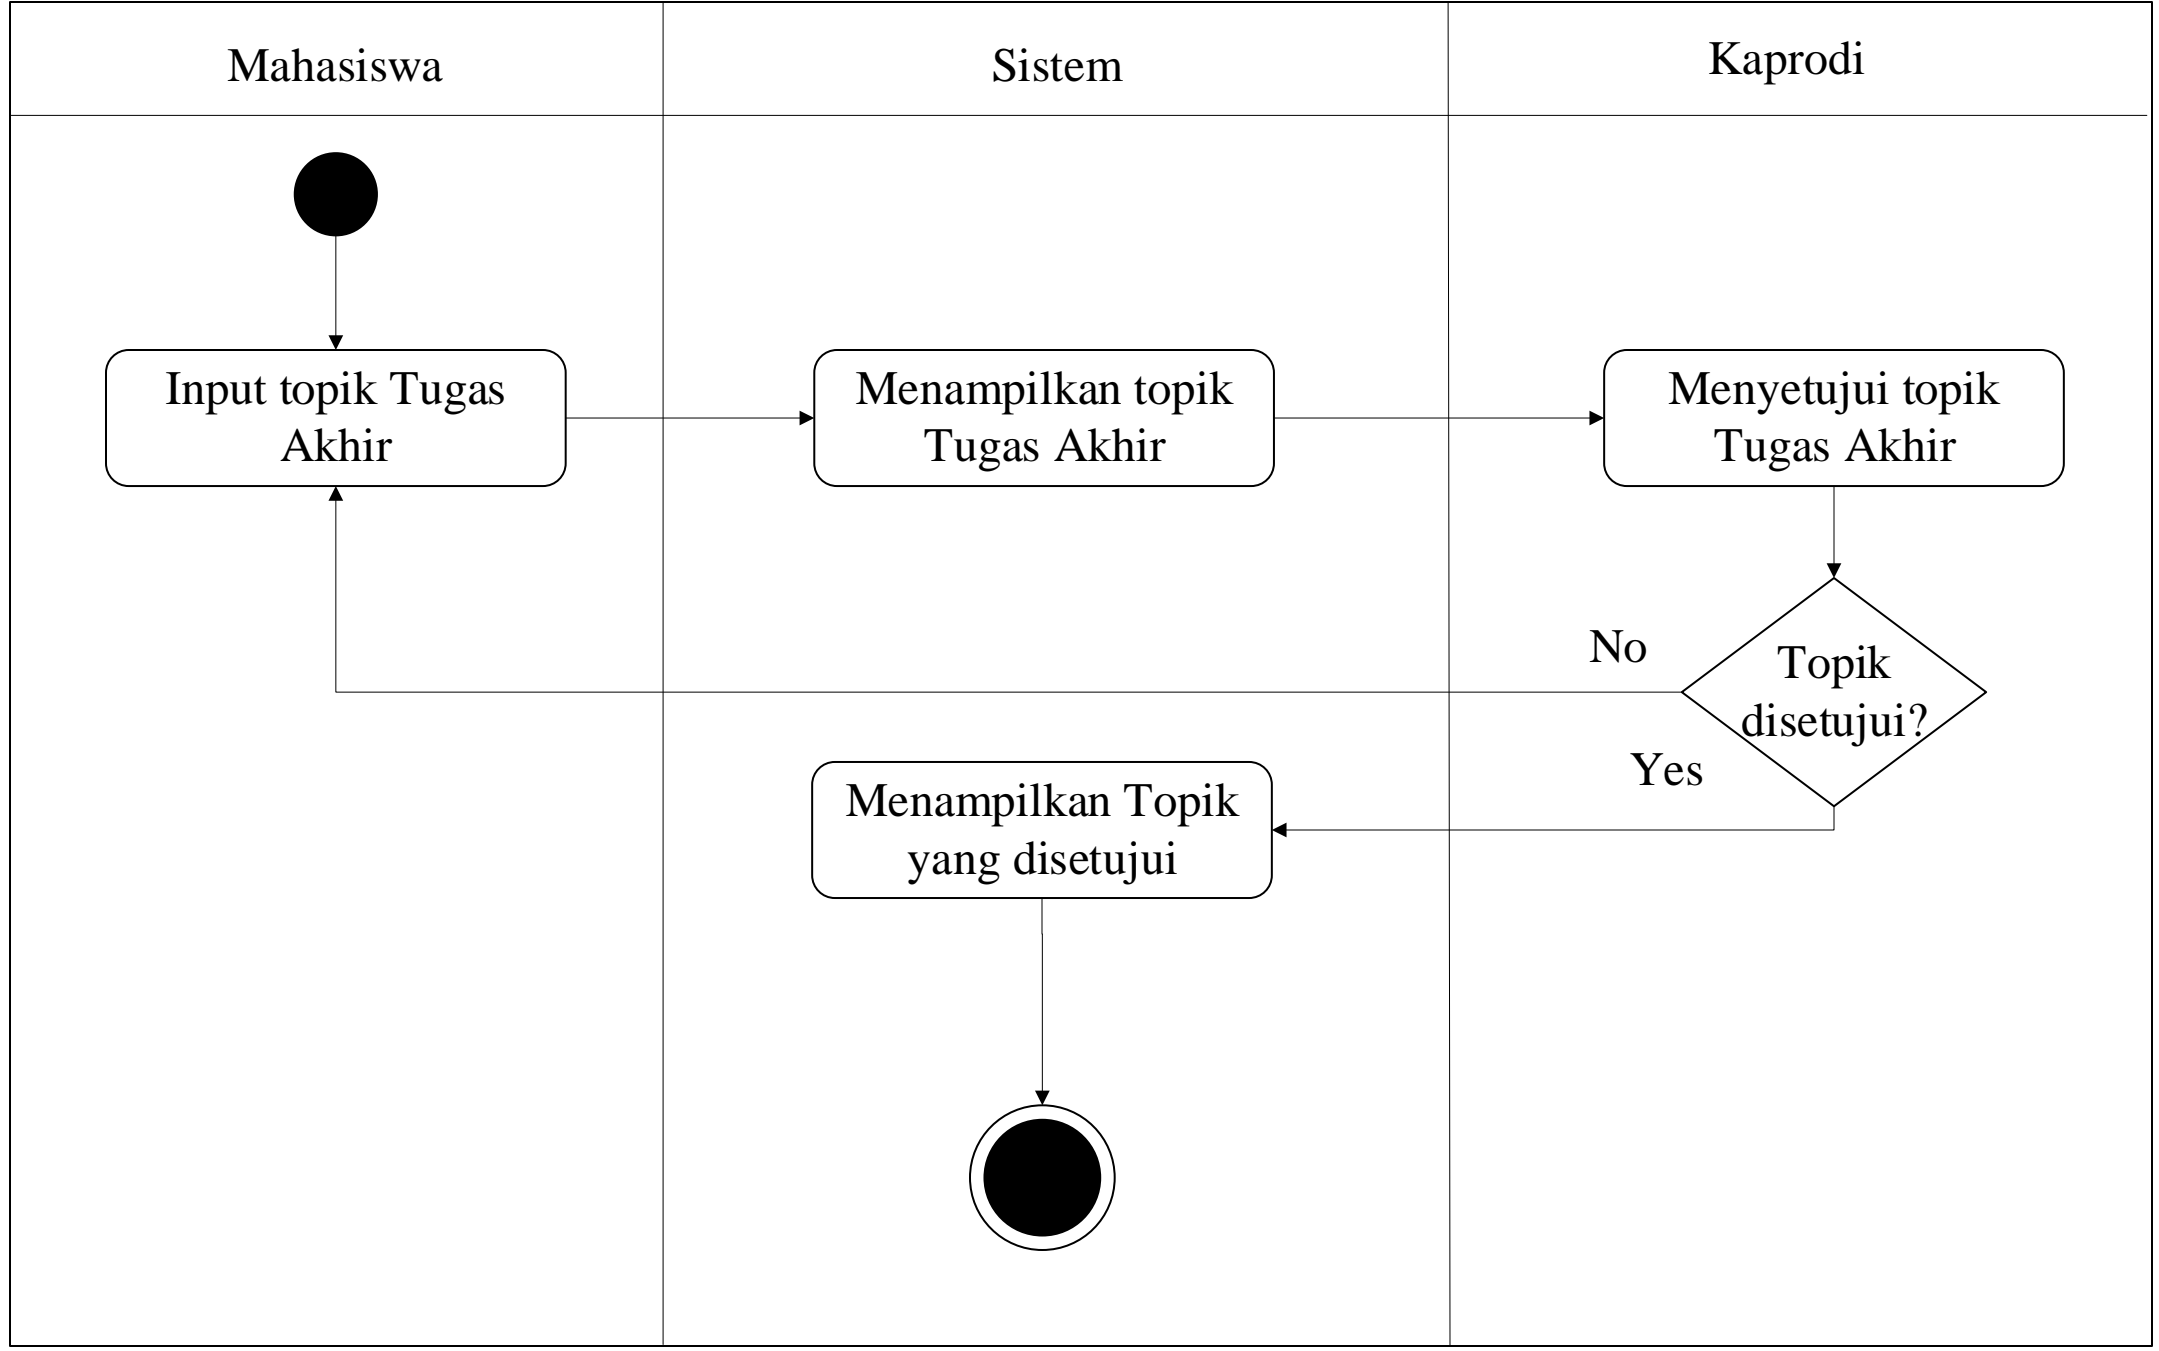 Mahasiswa
Sistem
Kaprodi
Input topik Tugas
Akhir
Menampilkan topik
Tugas Akhir
Menyetujui topik
Tugas Akhir
No
Topik
disetujui?
Yes
Menampilkan Topik
yang disetujui